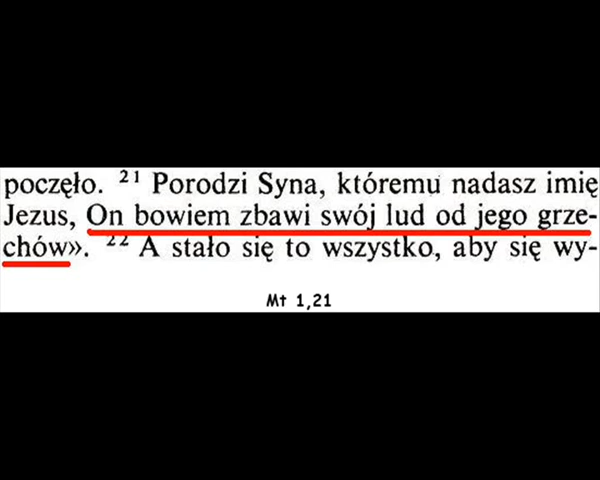 poczęło. ²¹ Porodzi Syna, któremu nadasz imię
Jezus, On bowiem zbawi swój lud od jego grze-
chów». ²² A stało się to wszystko, aby się wy-
Mt 1,21